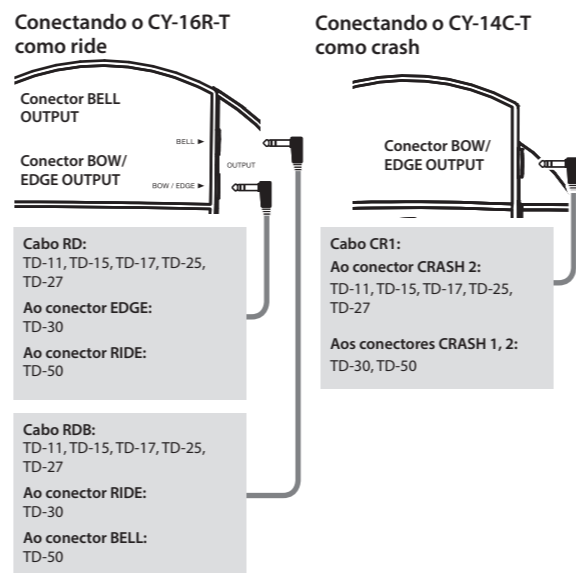 Conectando o CY-16R-T
como ride
Conector BELL
OUTPUT
BELL ►
Conector BOW/
EDGE OUTPUT
OUTPUT
BOW / EDGE ►
Cabo RD:
TD-11, TD-15, TD-17, TD-25,
TD-27
Ao conector EDGE:
TD-30
Ao conector RIDE:
TD-50
Cabo RDB:
TD-11, TD-15, TD-17, TD-25,
TD-27
Ao conector RIDE:
TD-30
Ao conector BELL:
TD-50
Conectando o CY-14C-T
como crash
Conector BOW/
EDGE OUTPUT
Cabo CR1:
Ao conector CRASH 2:
TD-11, TD-15, TD-17, TD-25,
TD-27
Aos conectores CRASH 1, 2:
TD-30, TD-50